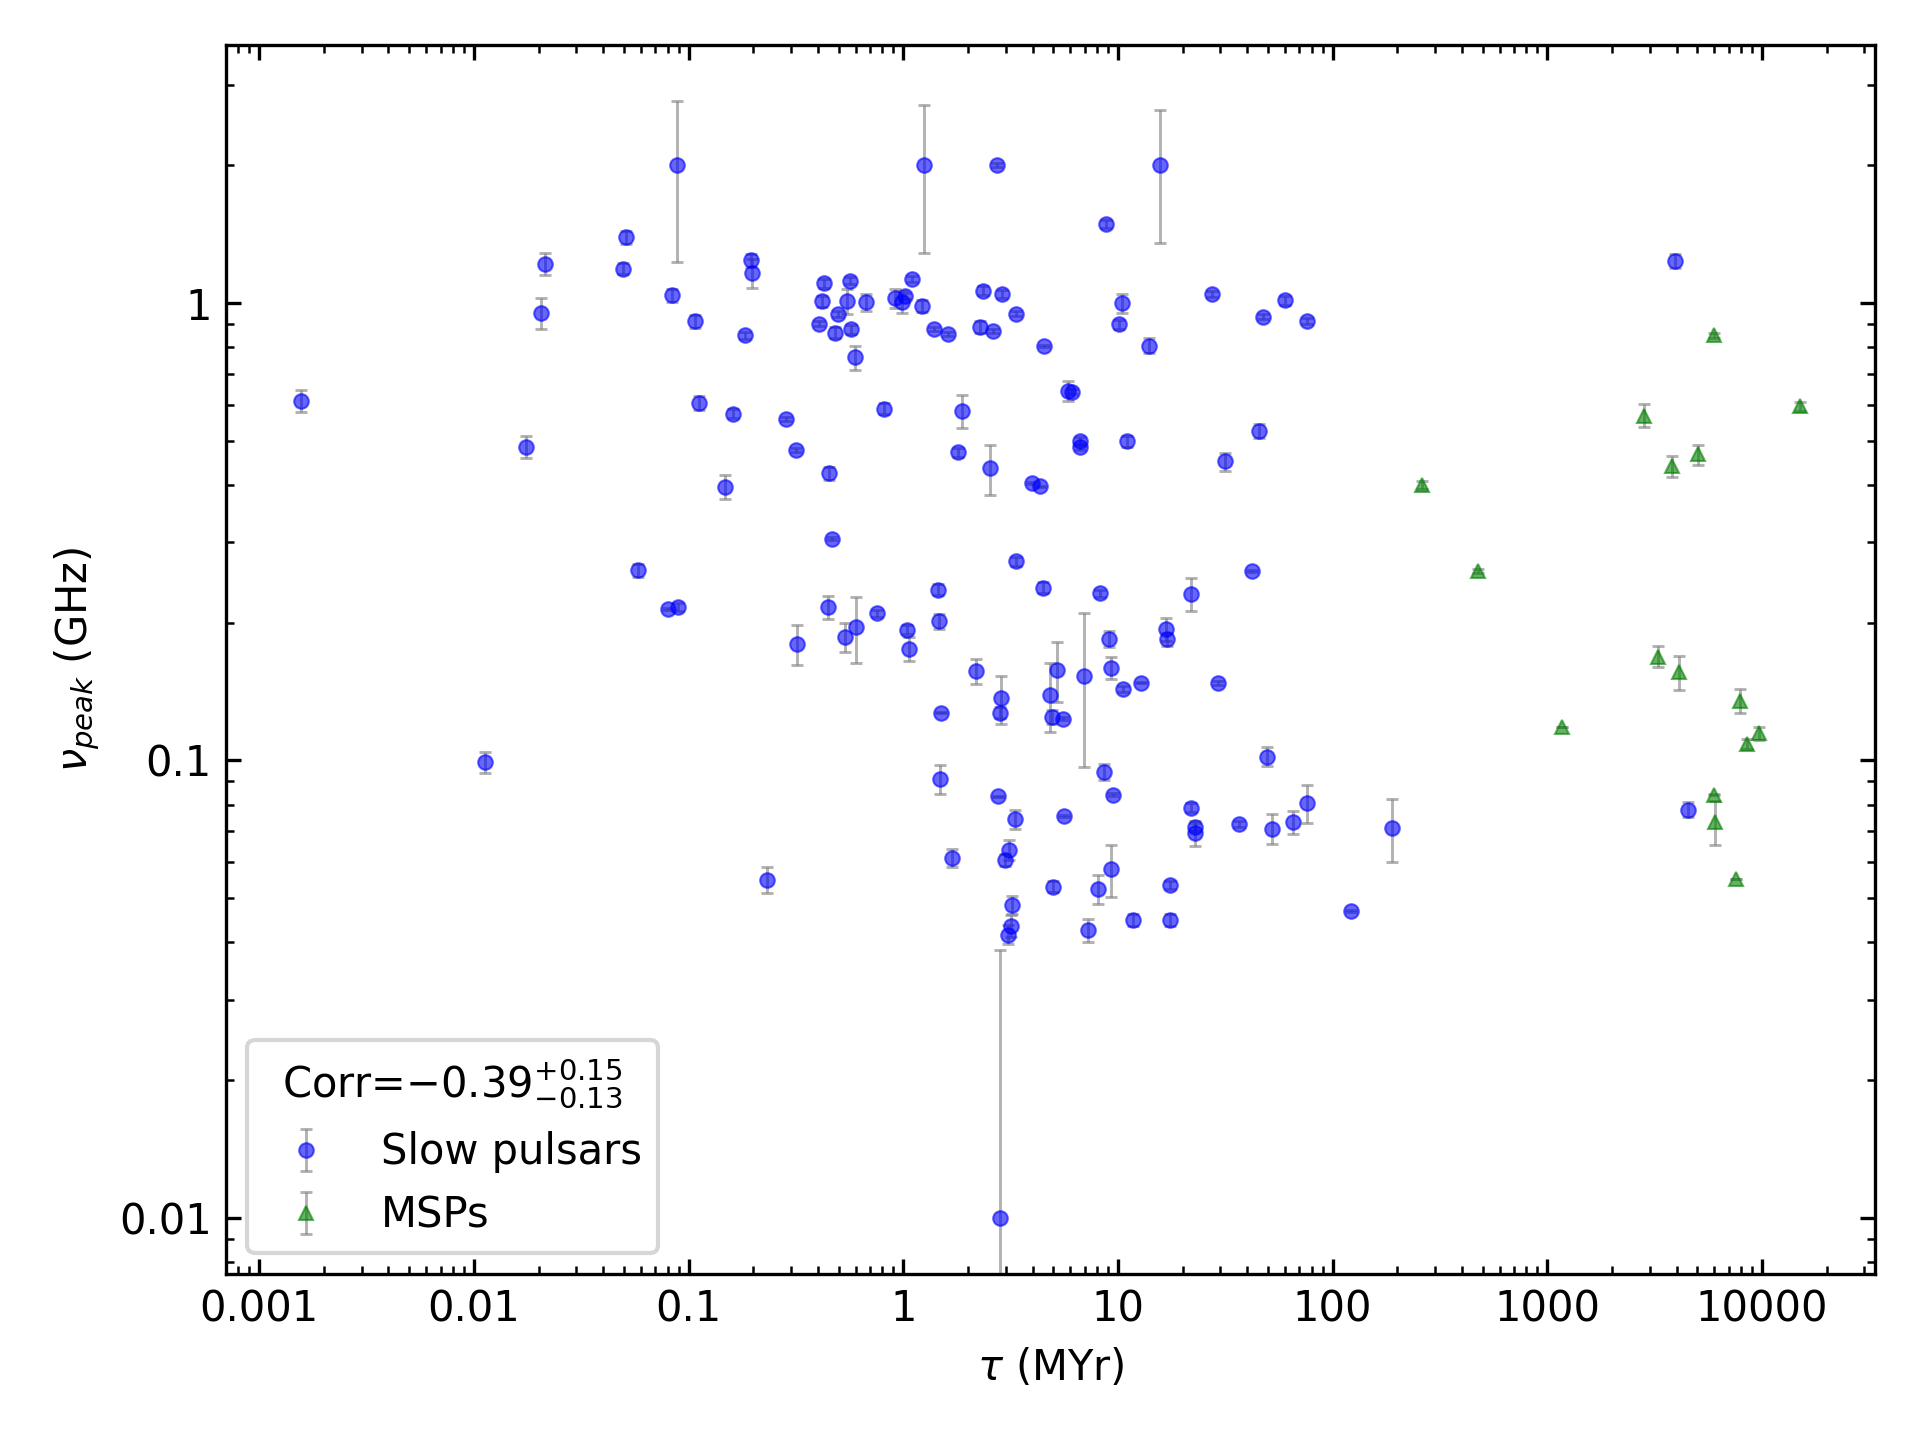 1
0.1
0.01
ν_peak (GHz)
Corr=−0.39 +0.15 −0.13
Slow pulsars
MSPs
0.001 0.01 0.1 1 10 100 1000 10000
τ (MYr)